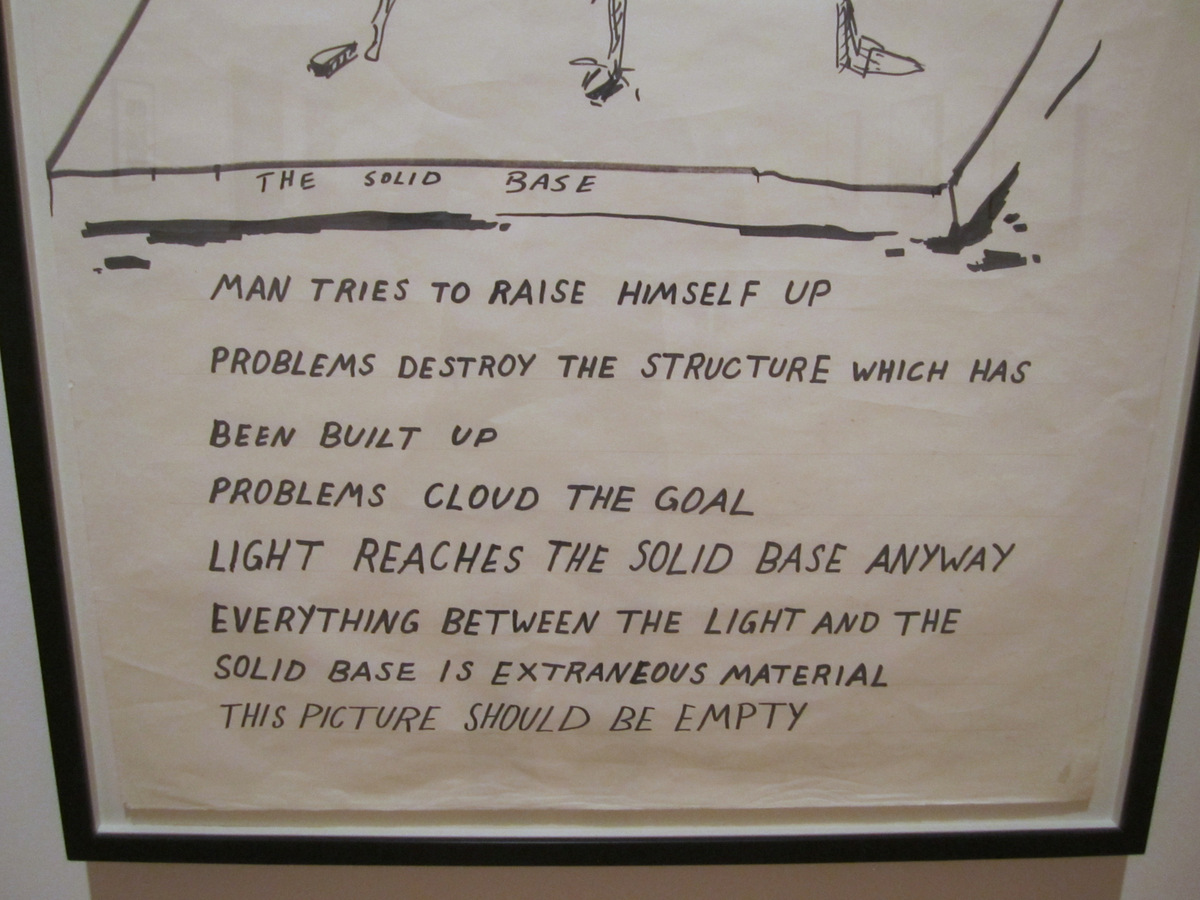 THE SOLID BASE
MAN TRIES TO RAISE HIMSELF UP
PROBLEMS DESTROY THE STRUCTURE WHICH HAS
BEEN BUILT UP
PROBLEMS CLOUD THE GOAL
LIGHT REACHES THE SOLID BASE ANYWAY
EVERYTHING BETWEEN THE LIGHT AND THE
SOLID BASE IS EXTRANEOUS MATERIAL
THIS PICTURE SHOULD BE EMPTY